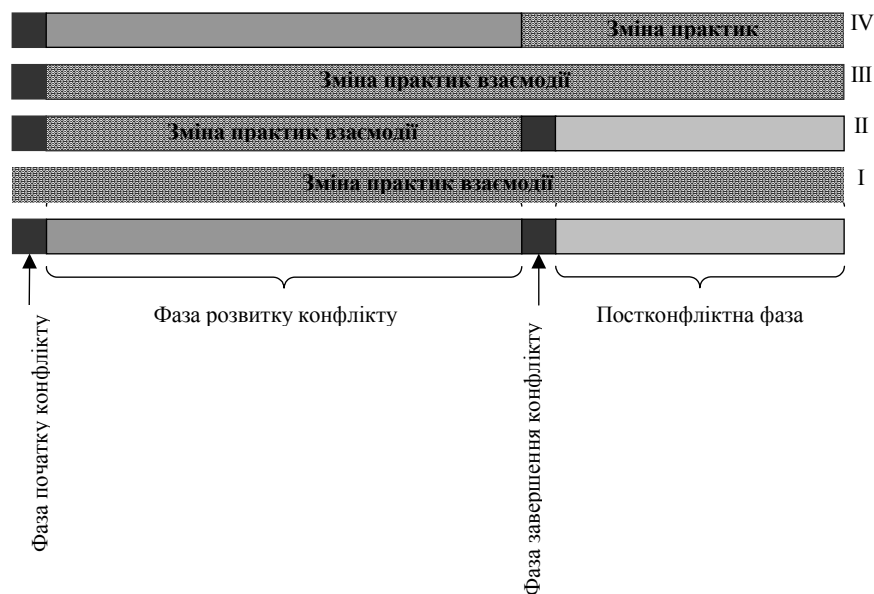 Зміна практик
IV
Зміна практик взаємодії
III
Зміна практик взаємодії
II
Зміна практик взаємодії
I
Фаза розвитку конфлікту
Постконфліктна фаза
Фаза початку конфлікту
Фаза завершення конфлікту